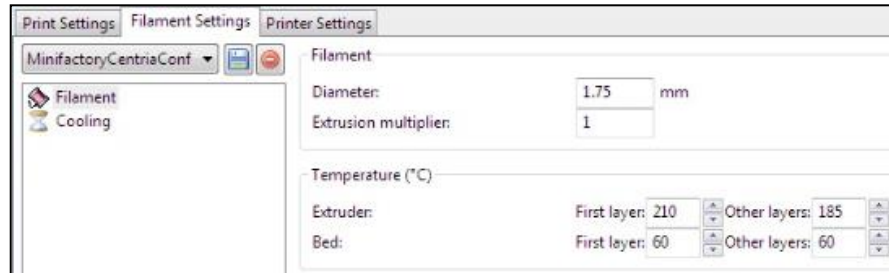 Print Settings Filament Settings Printer Settings
MinifactoryCentriaConf
Filament
Cooling
Filament
Diameter: 1.75 mm
Extrusion multiplier: 1
Temperature (°C)
Extruder: First layer: 210 Other layers: 185
Bed: First layer: 60 Other layers: 60